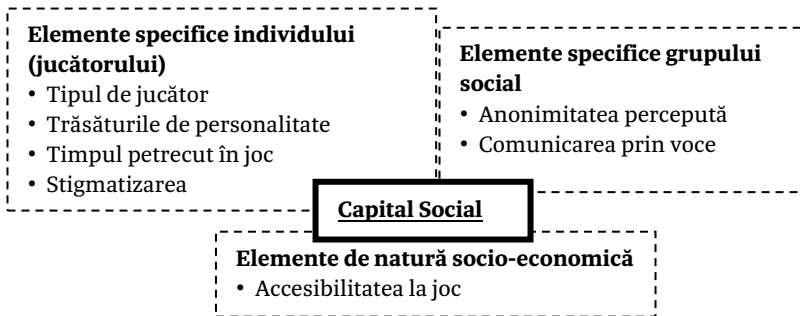 Elemente specifice individului
(jucătorului)
• Tipul de jucător
• Trăsăturile de personalitate
• Timpul petrecut în joc
• Stigmatizarea
Elemente specifice grupului
social
• Anonimitatea percepută
• Comunicarea prin voce
Capital Social
Elemente de natură socio-economică
• Accesibilitatea la joc